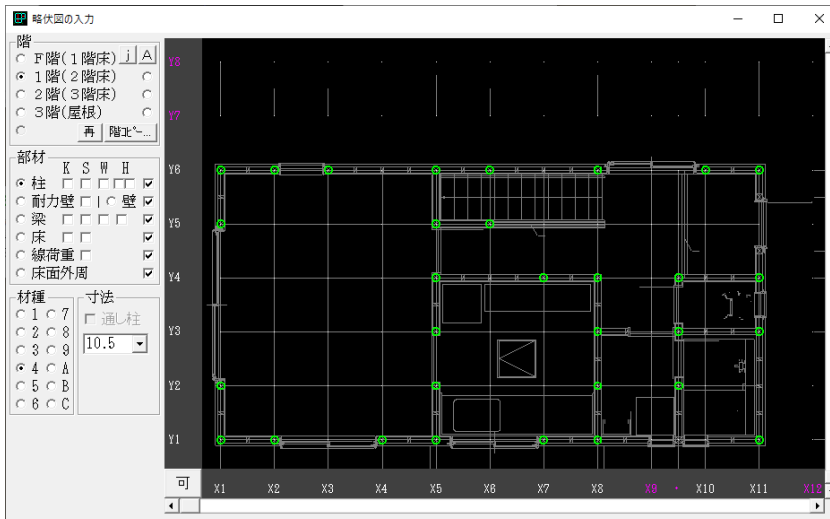 略伏図の入力
階
F階(1階床) j A
1階(2階床)
2階(3階床)
3階(屋根)
再 階ｺﾋﾟｰ...
部材
K S W H
柱
耐力壁 | 壁
梁
床
線荷重
床面外周
材種 寸法
1 7 通し柱
2 8 10.5
3 9
4 A
5 B
6 C
Y8
Y7
Y6
Y5
Y4
Y3
Y2
Y1
可 X1 X2 X3 X4 X5 X6 X7 X8 X9 · X10 X11 X12